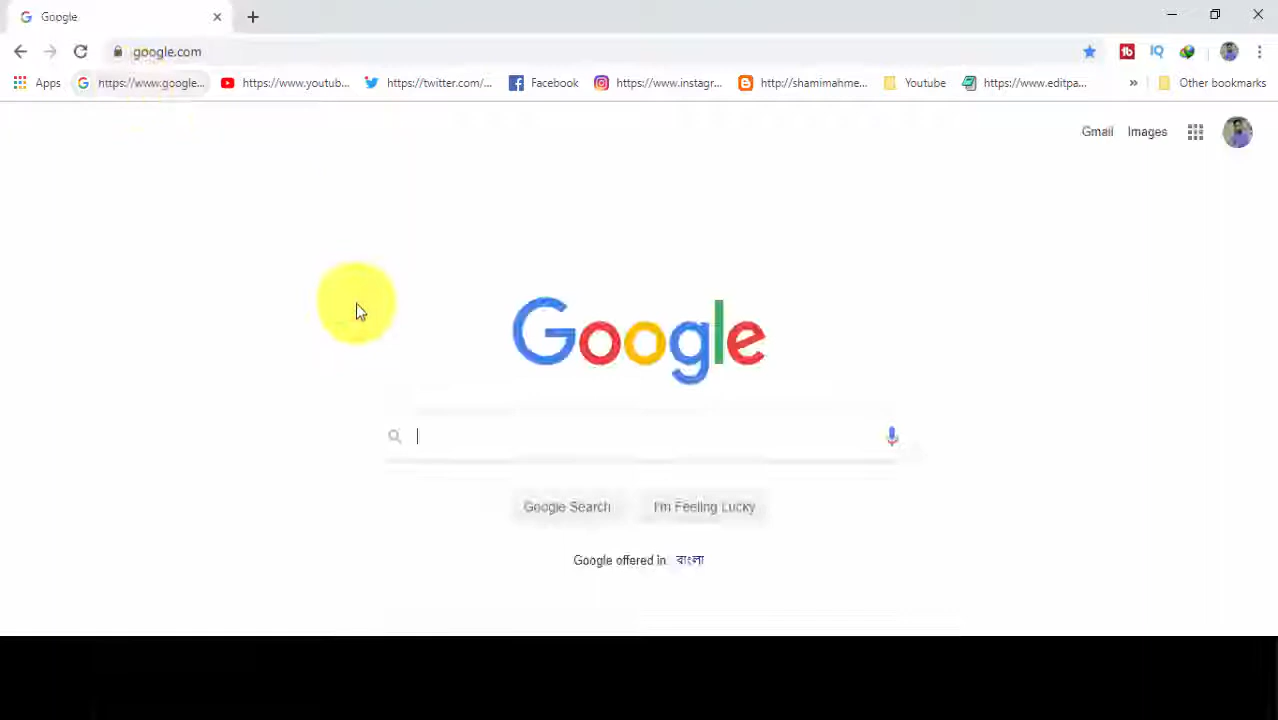 Google
google.com
Apps https://www.google... https://www.youtub... https://twitter.com/... Facebook https://www.instagr... http://shamimahme... Youtube https://www.editpa... » Other bookmarks
Gmail Images
Google
Google Search I'm Feeling Lucky
Google offered in: বাংলা